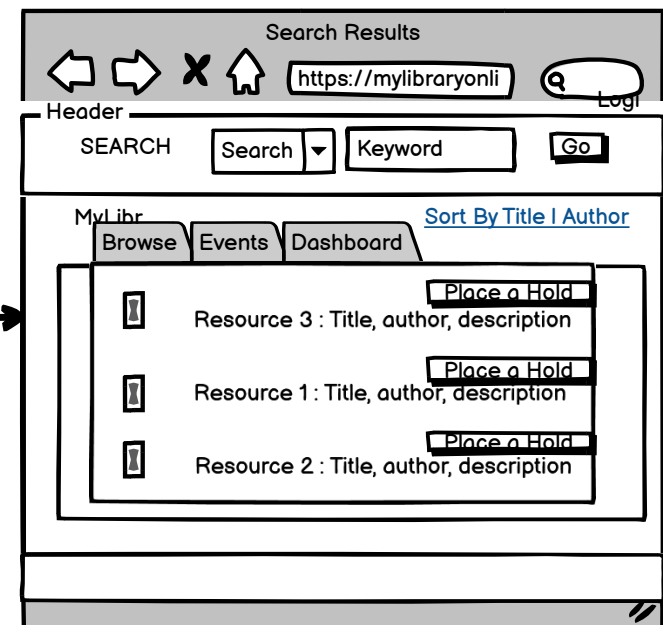 Search Results
https://mylibraryonli
Logi
Header
SEARCH
Search
Keyword
Go
MyLibr
Sort By Title | Author
Browse
Events
Dashboard
Place a Hold
Resource 3 : Title, author, description
Place a Hold
Resource 1 : Title, author, description
Place a Hold
Resource 2 : Title, author, description